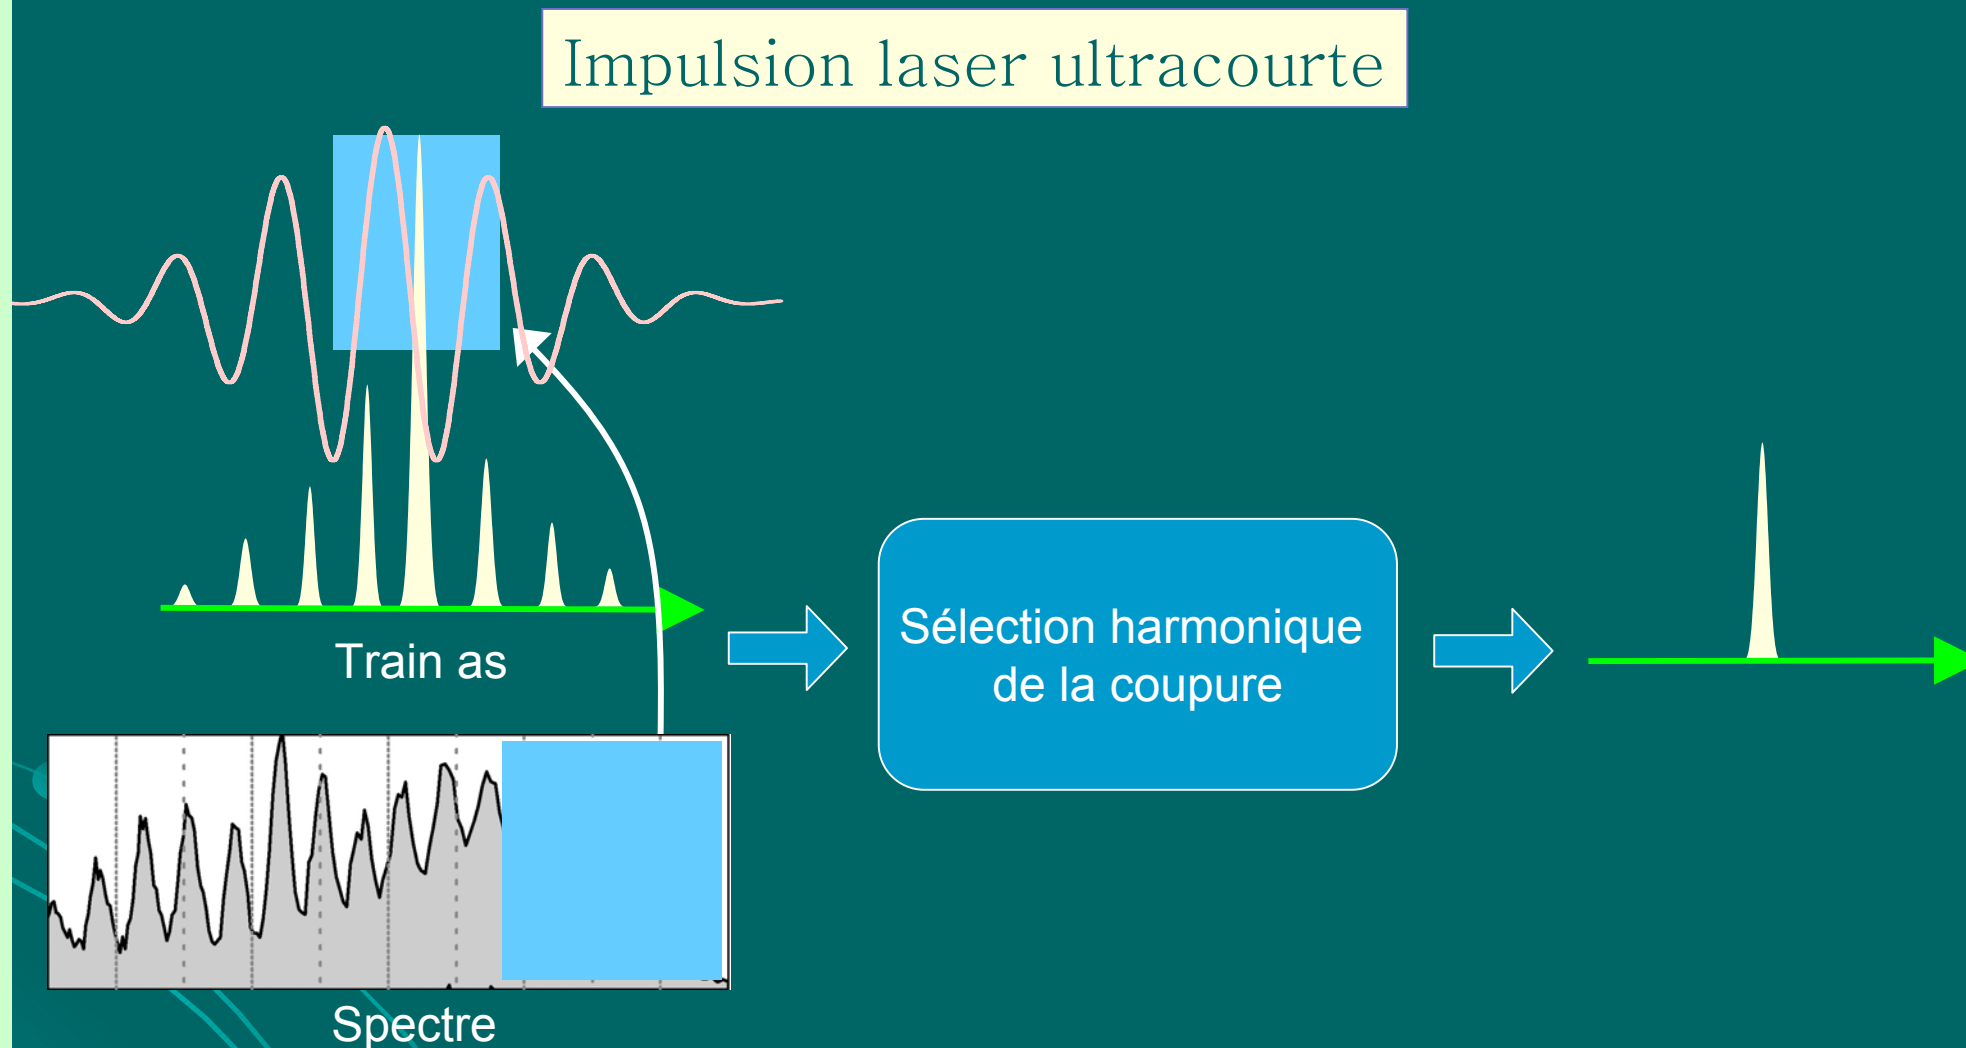 Impulsion laser ultracourte
Train as
Sélection harmonique
de la coupure
Spectre